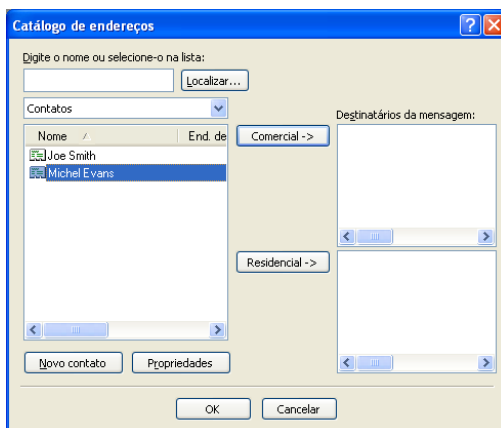 Catálogo de endereços
Digite o nome ou selecione-o na lista:
Localizar...
Contatos
Destinatários da mensagem:
Nome End. de
Comercial ->
Joe Smith
Michel Evans
Residencial ->
Novo contato Propriedades
OK Cancelar